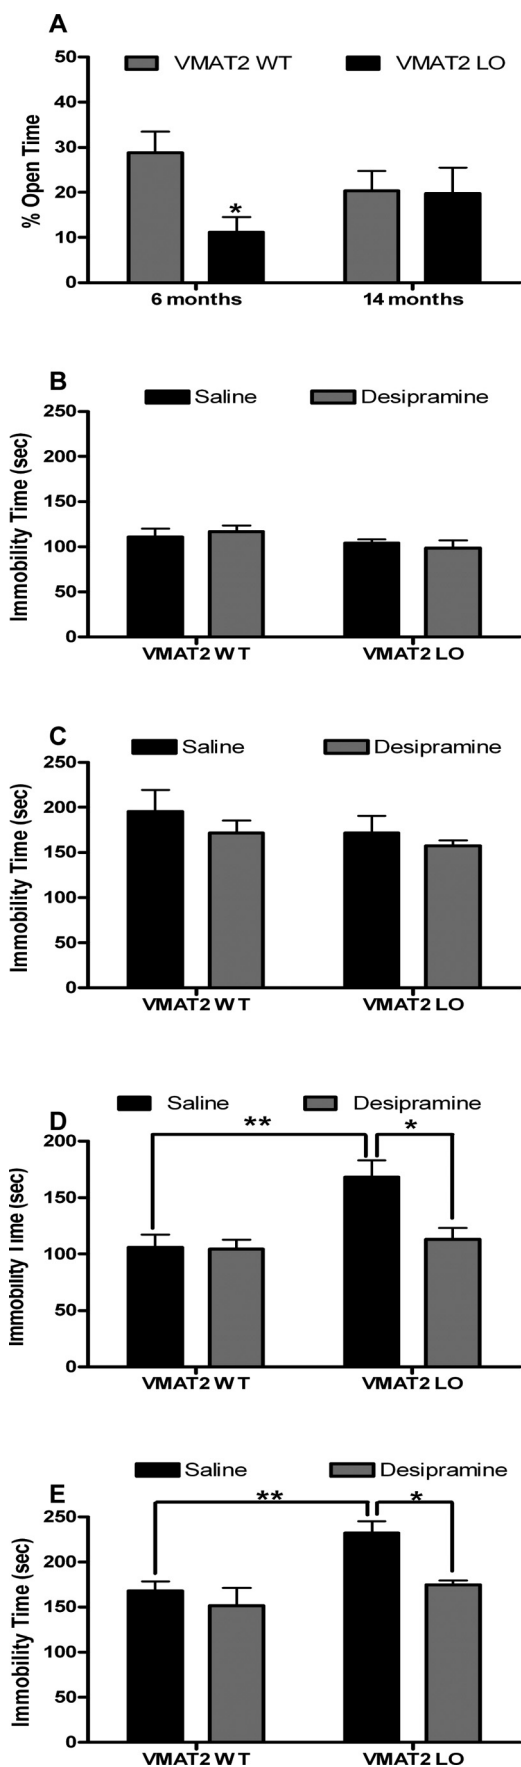 A
VMAT2 WT VMAT2 LO
50
40
30
20
10
0
% Open Time
*
6 months 14 months
B
Saline Desipramine
250
200
150
100
50
0
Immobility Time (sec)
VMAT2 WT VMAT2 LO
C
Saline Desipramine
250
200
150
100
50
0
Immobility Time (sec)
VMAT2 WT VMAT2 LO
Saline Desipramine
D
** *
200
150
100
50
0
Immobility Time (sec)
VMAT2 WT VMAT2 LO
Saline Desipramine
E
** *
250
200
150
100
50
0
Immobility Time (sec)
VMAT2 WT VMAT2 LO